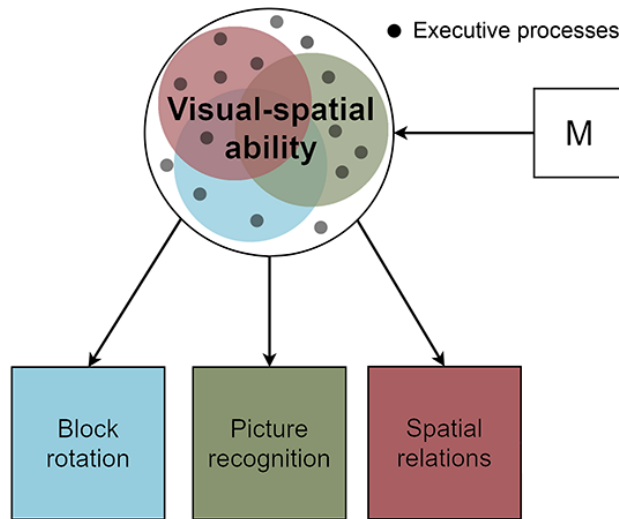 Executive processes
Visual-spatial
ability
M
Block
rotation
Picture
recognition
Spatial
relations